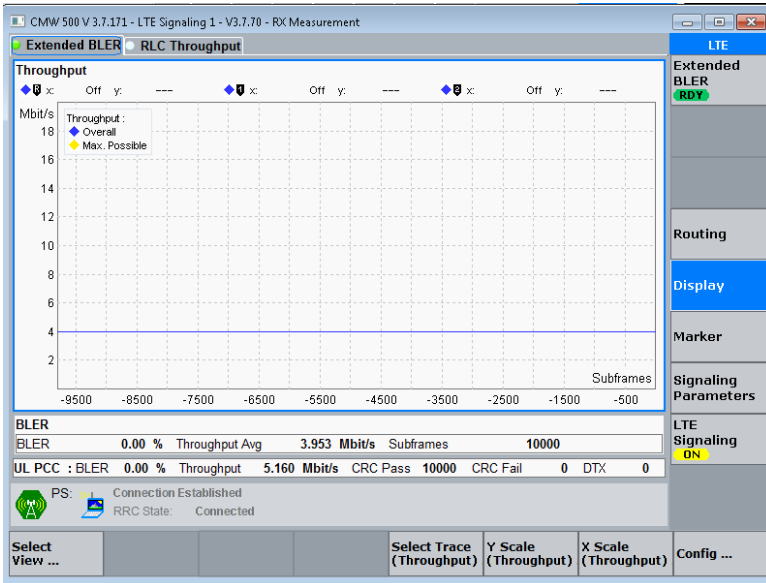 CMW 500 V 3.7.171 - LTE Signaling 1 - V3.7.70 - RX Measurement
Extended BLER RLC Throughput
LTE
Throughput
R x: Off y: --- 1 x: Off y: --- 2 x: Off y: ---
Mbit/s
Throughput :
Overall
Max. Possible
18
16
14
12
10
8
6
4
2
Subframes
-9500 -8500 -7500 -6500 -5500 -4500 -3500 -2500 -1500 -500
BLER
BLER 0.00 % Throughput Avg 3.953 Mbit/s Subframes 10000
UL PCC : BLER 0.00 % Throughput 5.160 Mbit/s CRC Pass 10000 CRC Fail 0 DTX 0
PS: Connection Established
RRC State: Connected
Extended
BLER
RDY
Routing
Display
Marker
Signaling
Parameters
LTE
Signaling
ON
Select
View ...
Select Trace
(Throughput)
Y Scale
(Throughput)
X Scale
(Throughput)
Config ...